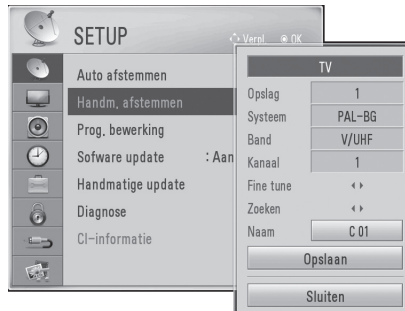 SETUP
Verpl. OK
Auto afstemmen
Handm. afstemmen
Prog. bewerking
Sofware update : Aan
Handmatige update
Diagnose
CI-informatie
TV
Opslag 1
Systeem PAL-BG
Band V/UHF
Kanaal 1
Fine tune
Zoeken
Naam C 01
Opslaan
Sluiten